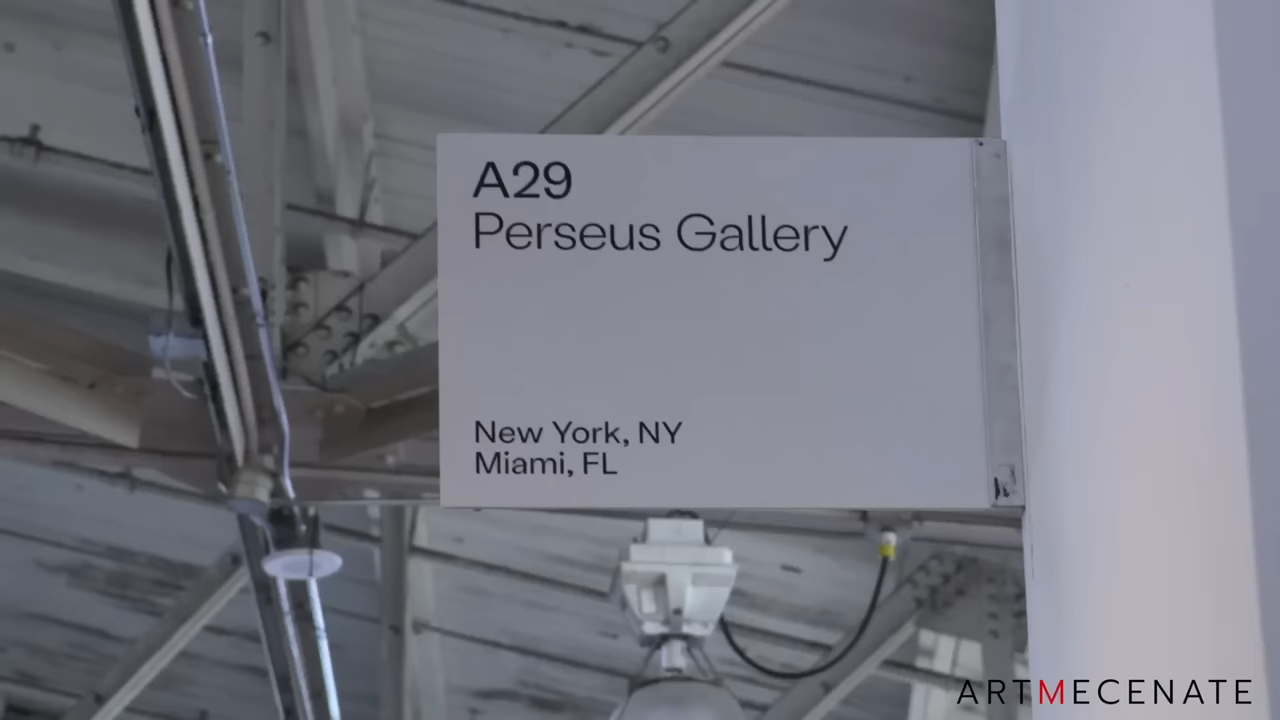 A29
Perseus Gallery
New York, NY
Miami, FL
ARTMECENATE